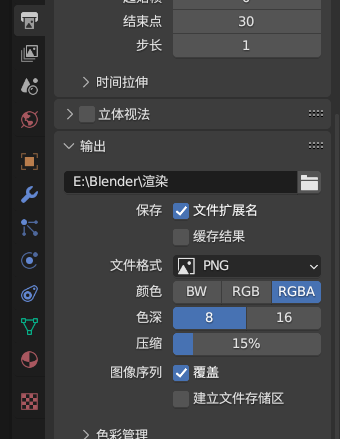 结束点 30
步长 1
时间拉伸
立体视法
输出
E:\Blender\渲染
保存 文件扩展名
缓存结果
文件格式 PNG
颜色 BW RGB RGBA
色深 8 16
压缩 15%
图像序列 覆盖
建立文件存储区
色彩管理